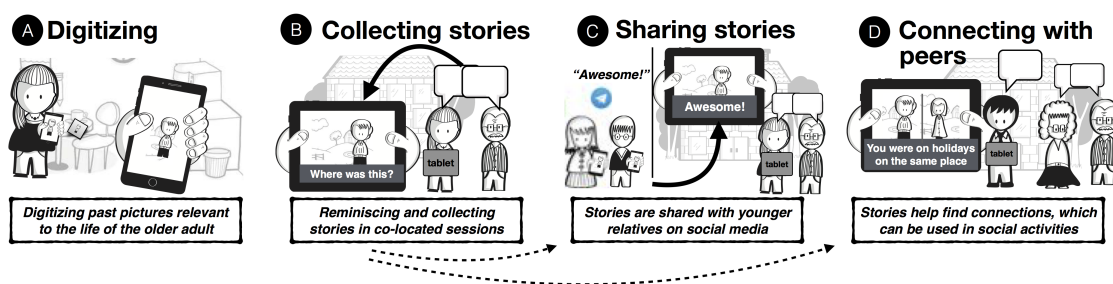 A Digitizing
Digitizing past pictures relevant
to the life of the older adult
B Collecting stories
Where was this?
tablet
Reminiscing and collecting
stories in co-located sessions
C Sharing stories
"Awesome!"
Awesome!
tablet
Stories are shared with younger
relatives on social media
D Connecting with
peers
You were on holidays
on the same place
tablet
Stories help find connections, which
can be used in social activities